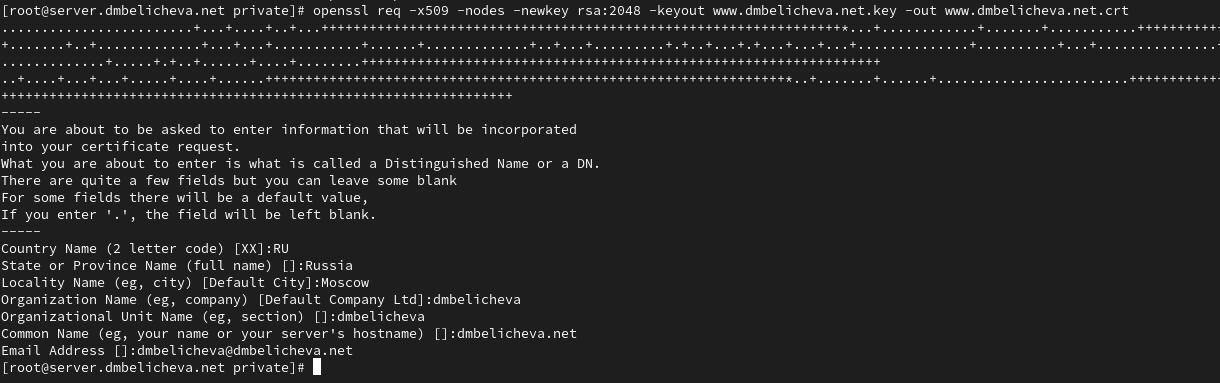 [root@server.dmbelicheva.net private]# openssl req -x509 -nodes -newkey rsa:2048 -keyout www.dmbelicheva.net.key -out www.dmbelicheva.net.crt
-----
You are about to be asked to enter information that will be incorporated
into your certificate request.
What you are about to enter is what is called a Distinguished Name or a DN.
There are quite a few fields but you can leave some blank
For some fields there will be a default value,
If you enter '.', the field will be left blank.
-----
Country Name (2 letter code) [XX]:RU
State or Province Name (full name) []:Russia
Locality Name (eg, city) [Default City]:Moscow
Organization Name (eg, company) [Default Company Ltd]:dmbelicheva
Organizational Unit Name (eg, section) []:dmbelicheva
Common Name (eg, your name or your server's hostname) []:dmbelicheva.net
Email Address []:dmbelicheva@dmbelicheva.net
[root@server.dmbelicheva.net private]#